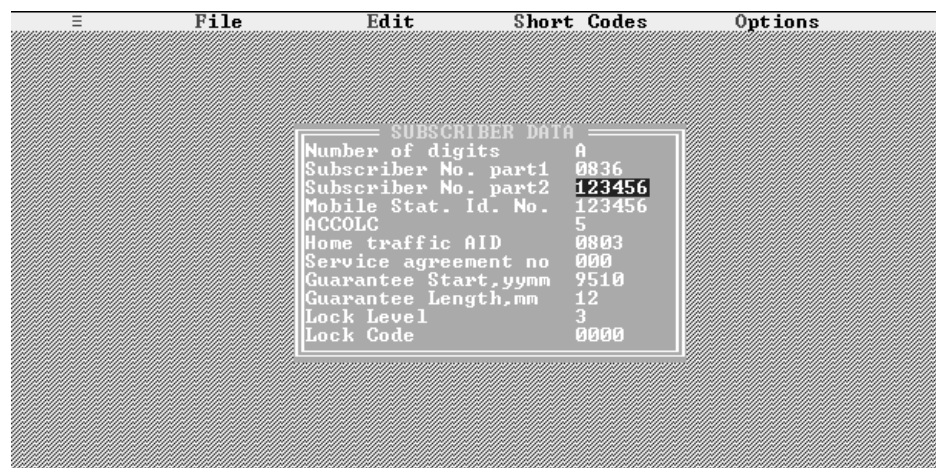 ≡ File Edit Short Codes Options
SUBSCRIBER DATA
Number of digits A
Subscriber No. part1 0836
Subscriber No. part2 123456
Mobile Stat. Id. No. 123456
ACCOLC 5
Home traffic AID 0803
Service agreement no 000
Guarantee Start,yymm 9510
Guarantee Length,mm 12
Lock Level 3
Lock Code 0000